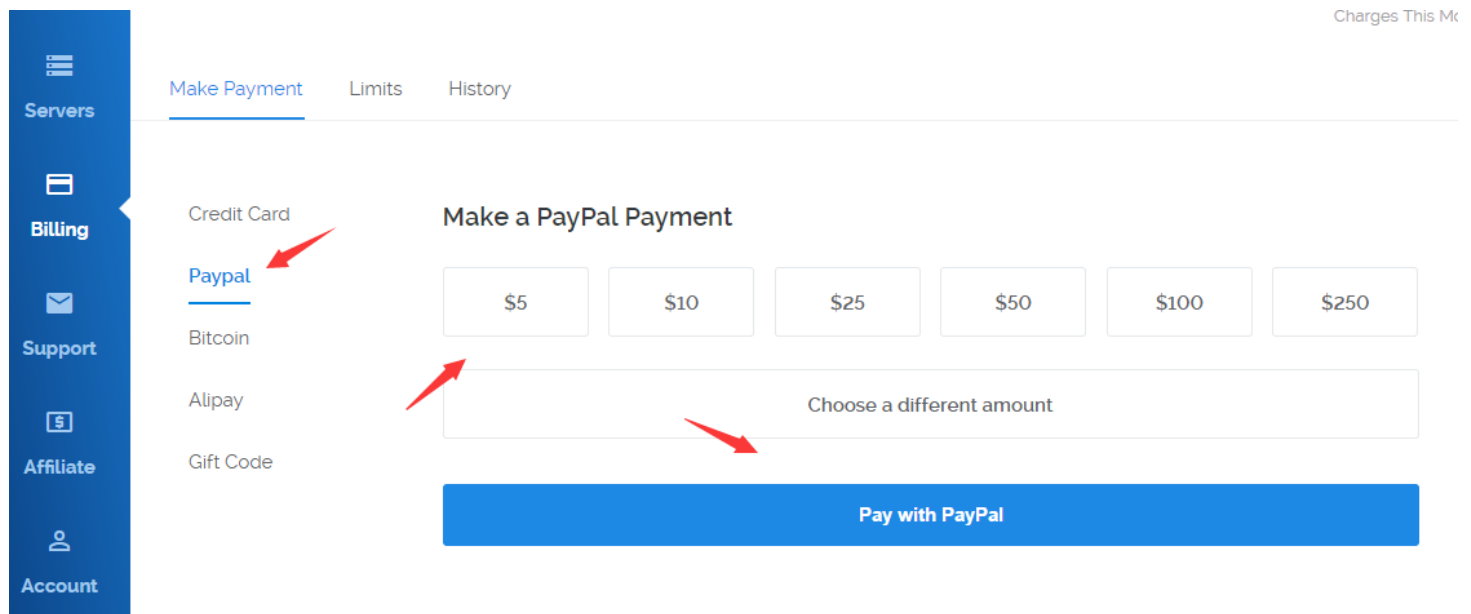 Charges This Mo
Servers
Billing
Support
Affiliate
Account
Make Payment Limits History
Credit Card
Paypal
Bitcoin
Alipay
Gift Code
Make a PayPal Payment
$5 $10 $25 $50 $100 $250
Choose a different amount
Pay with PayPal